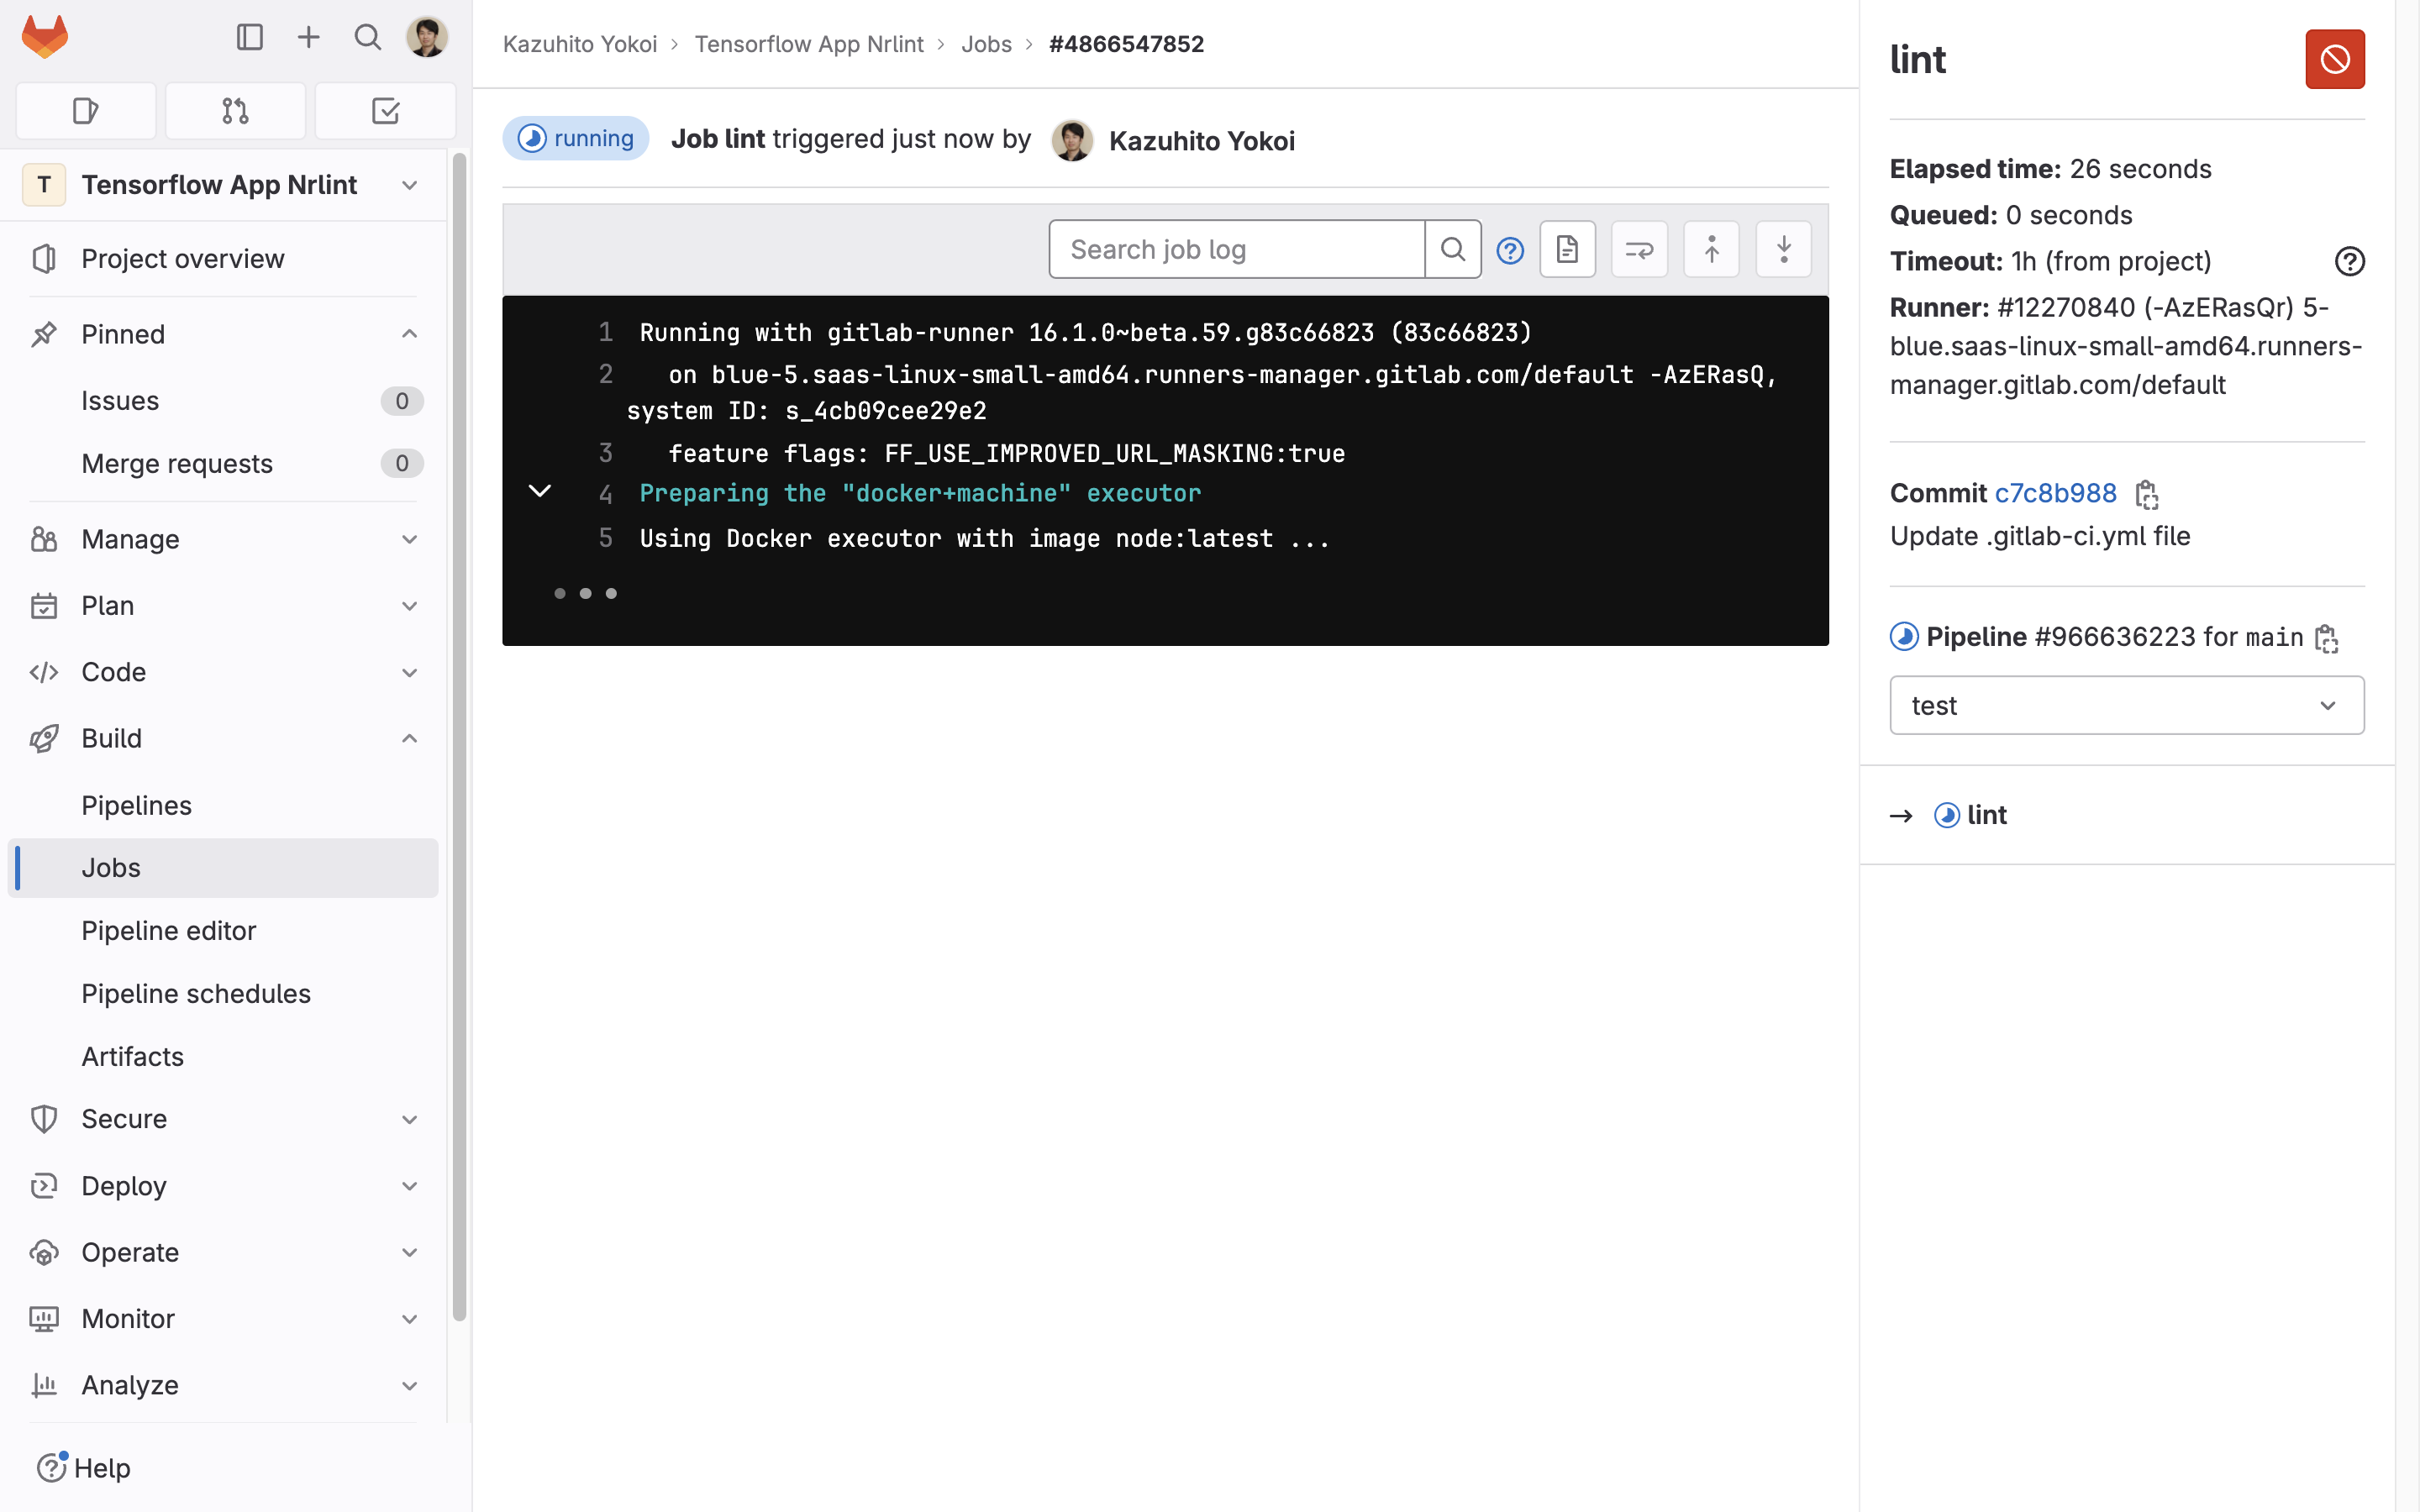 T
Tensorflow App Nrlint
Project overview
Pinned
Issues 0
Merge requests 0
Manage
Plan
Code
Build
Pipelines
Jobs
Pipeline editor
Pipeline schedules
Artifacts
Secure
Deploy
Operate
Monitor
Analyze
Help
Kazuhito Yokoi > Tensorflow App Nrlint > Jobs > #4866547852
running Job lint triggered just now by Kazuhito Yokoi
Search job log
1 Running with gitlab-runner 16.1.0~beta.59.g83c66823 (83c66823)
2 on blue-5.saas-linux-small-amd64.runners-manager.gitlab.com/default -AzERasQ,
system ID: s_4cb09cee29e2
3 feature flags: FF_USE_IMPROVED_URL_MASKING:true
4 Preparing the "docker+machine" executor
5 Using Docker executor with image node:latest ...
lint
Elapsed time: 26 seconds
Queued: 0 seconds
Timeout: 1h (from project)
Runner: #12270840 (-AzERasQr) 5-
blue.saas-linux-small-amd64.runners-
manager.gitlab.com/default
Commit c7c8b988
Update .gitlab-ci.yml file
Pipeline #966636223 for main
test
→ lint